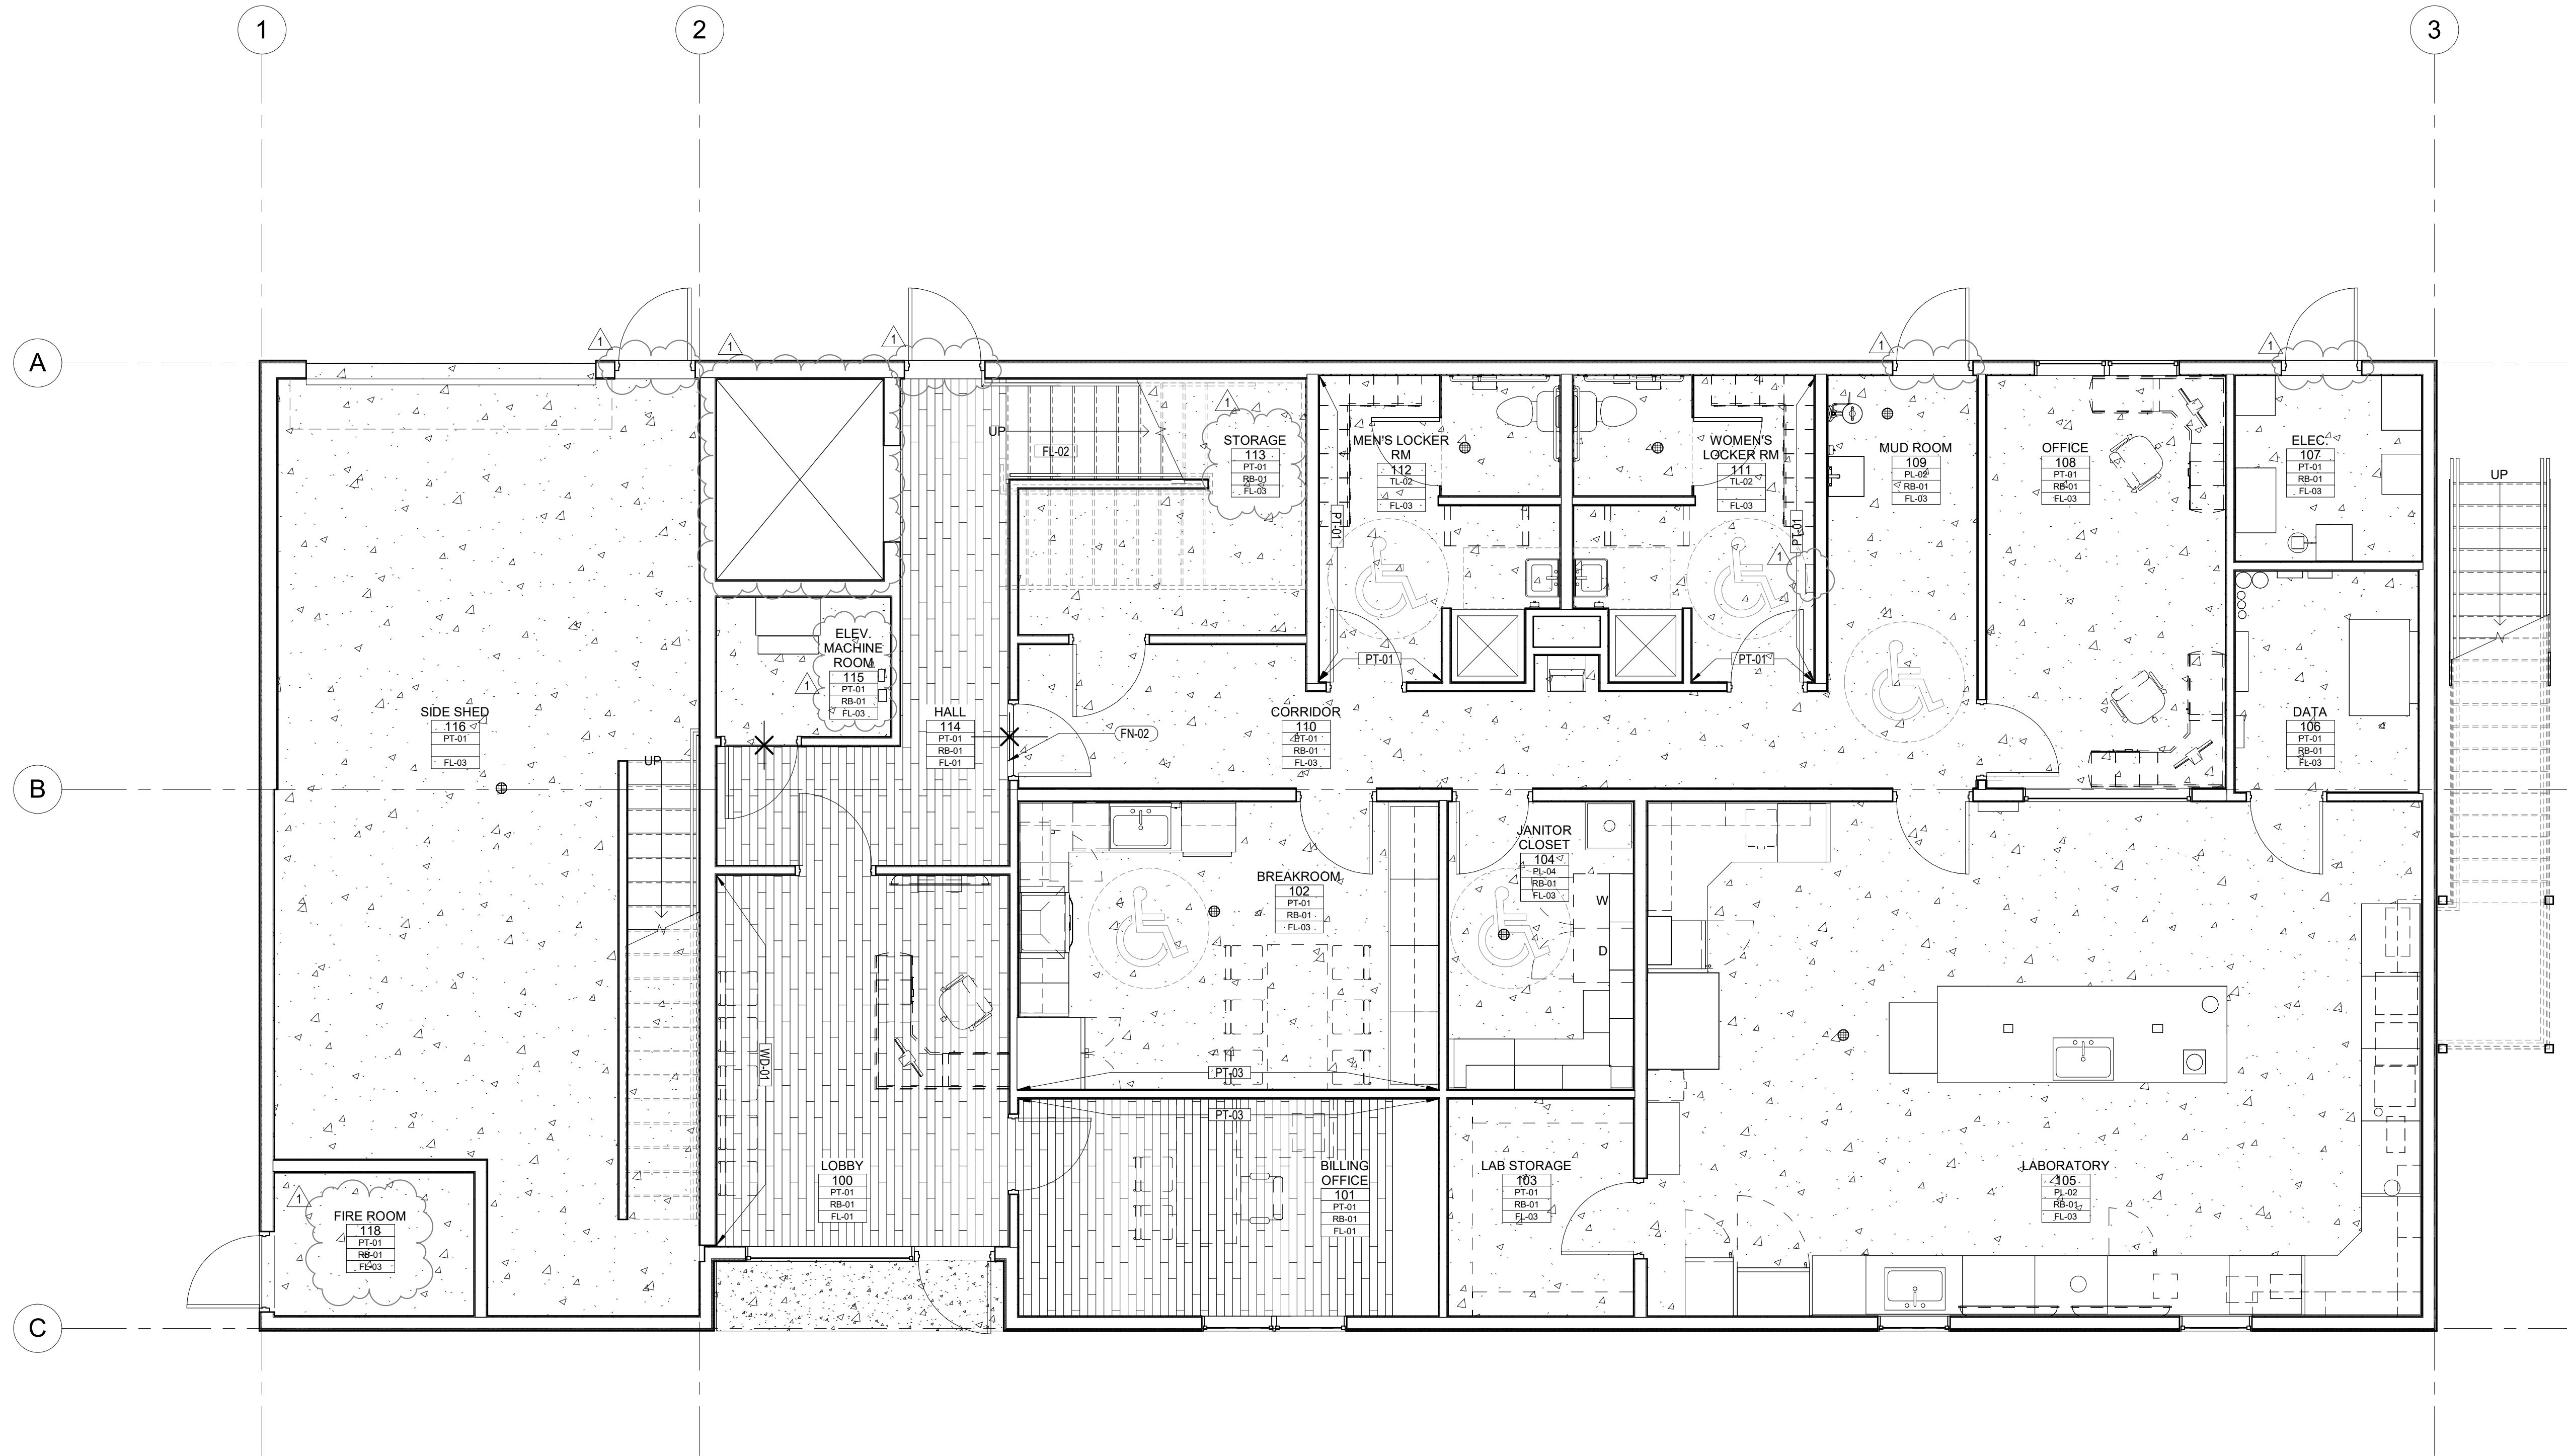 1
2
3
A
1
1
1
1
1
UP
FL-02
1
STORAGE
113
PT-01
RB-01
FL-03
MEN'S LOCKER
RM
112
TL-02
FL-03
PT-01
WOMEN'S
LOCKER RM
111
TL-02
FL-03
PT-01
1
MUD ROOM
109
PL-02
RB-01
FL-03
OFFICE
108
PT-01
RB-01
FL-03
ELEC.
107
PT-01
RB-01
FL-03
UP
ELEV.
MACHINE
ROOM
115
PT-01
RB-01
FL-03
1
PT-01
PT-01
SIDE SHED
116
PT-01
FL-03
HALL
114
PT-01
RB-01
FL-01
FN-02
CORRIDOR
110
PT-01
RB-01
FL-03
DATA
106
PT-01
RB-01
FL-03
UP
B
JANITOR
CLOSET
104
PL-04
RB-01
FL-03
W
D
BREAKROOM
102
PT-01
RB-01
FL-03
WD-01
PT-03
PT-03
LOBBY
100
PT-01
RB-01
FL-01
BILLING
OFFICE
101
PT-01
RB-01
FL-01
LAB STORAGE
103
PT-01
RB-01
FL-03
LABORATORY
105
PL-02
RB-01
FL-03
1
FIRE ROOM
118
PT-01
RB-01
FL-03
C